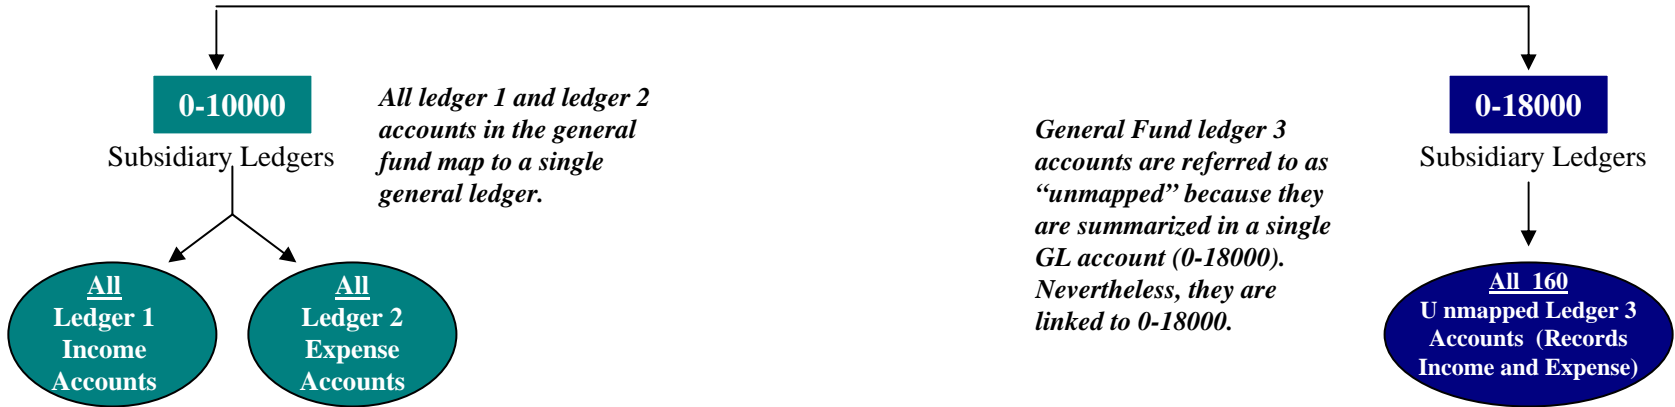 0-10000
Subsidiary Ledgers
All ledger 1 and ledger 2
accounts in the general
fund map to a single
general ledger.
All
Ledger 1
Income
Accounts
All
Ledger 2
Expense
Accounts
General Fund ledger 3
accounts are referred to as
“unmapped” because they
are summarized in a single
GL account (0-18000).
Nevertheless, they are
linked to 0-18000.
0-18000
Subsidiary Ledgers
All 160
U nmapped Ledger 3
Accounts (Records
Income and Expense)